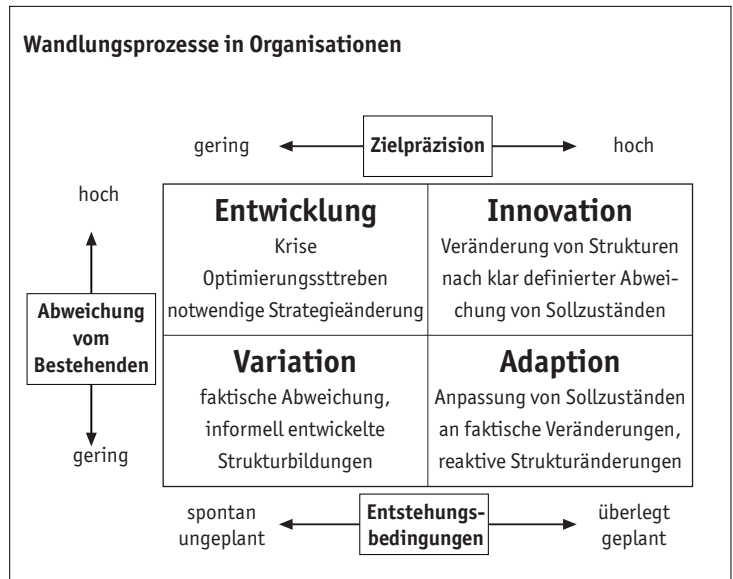 Wandlungsprozesse in Organisationen
gering
Zielpräzision
hoch
hoch
Abweichung
vom
Bestehenden
gering
Entwicklung
Krise
Optimierungssttreben
notwendige Strategieänderung
Innovation
Veränderung von Strukturen
nach klar definierter Abwei-
chung von Sollzuständen
Variation
faktische Abweichung,
informell entwickelte
Strukturbildungen
Adaption
Anpassung von Sollzuständen
an faktische Veränderungen,
reaktive Strukturänderungen
spontan
ungeplant
Entstehungs-
bedingungen
überlegt
geplant